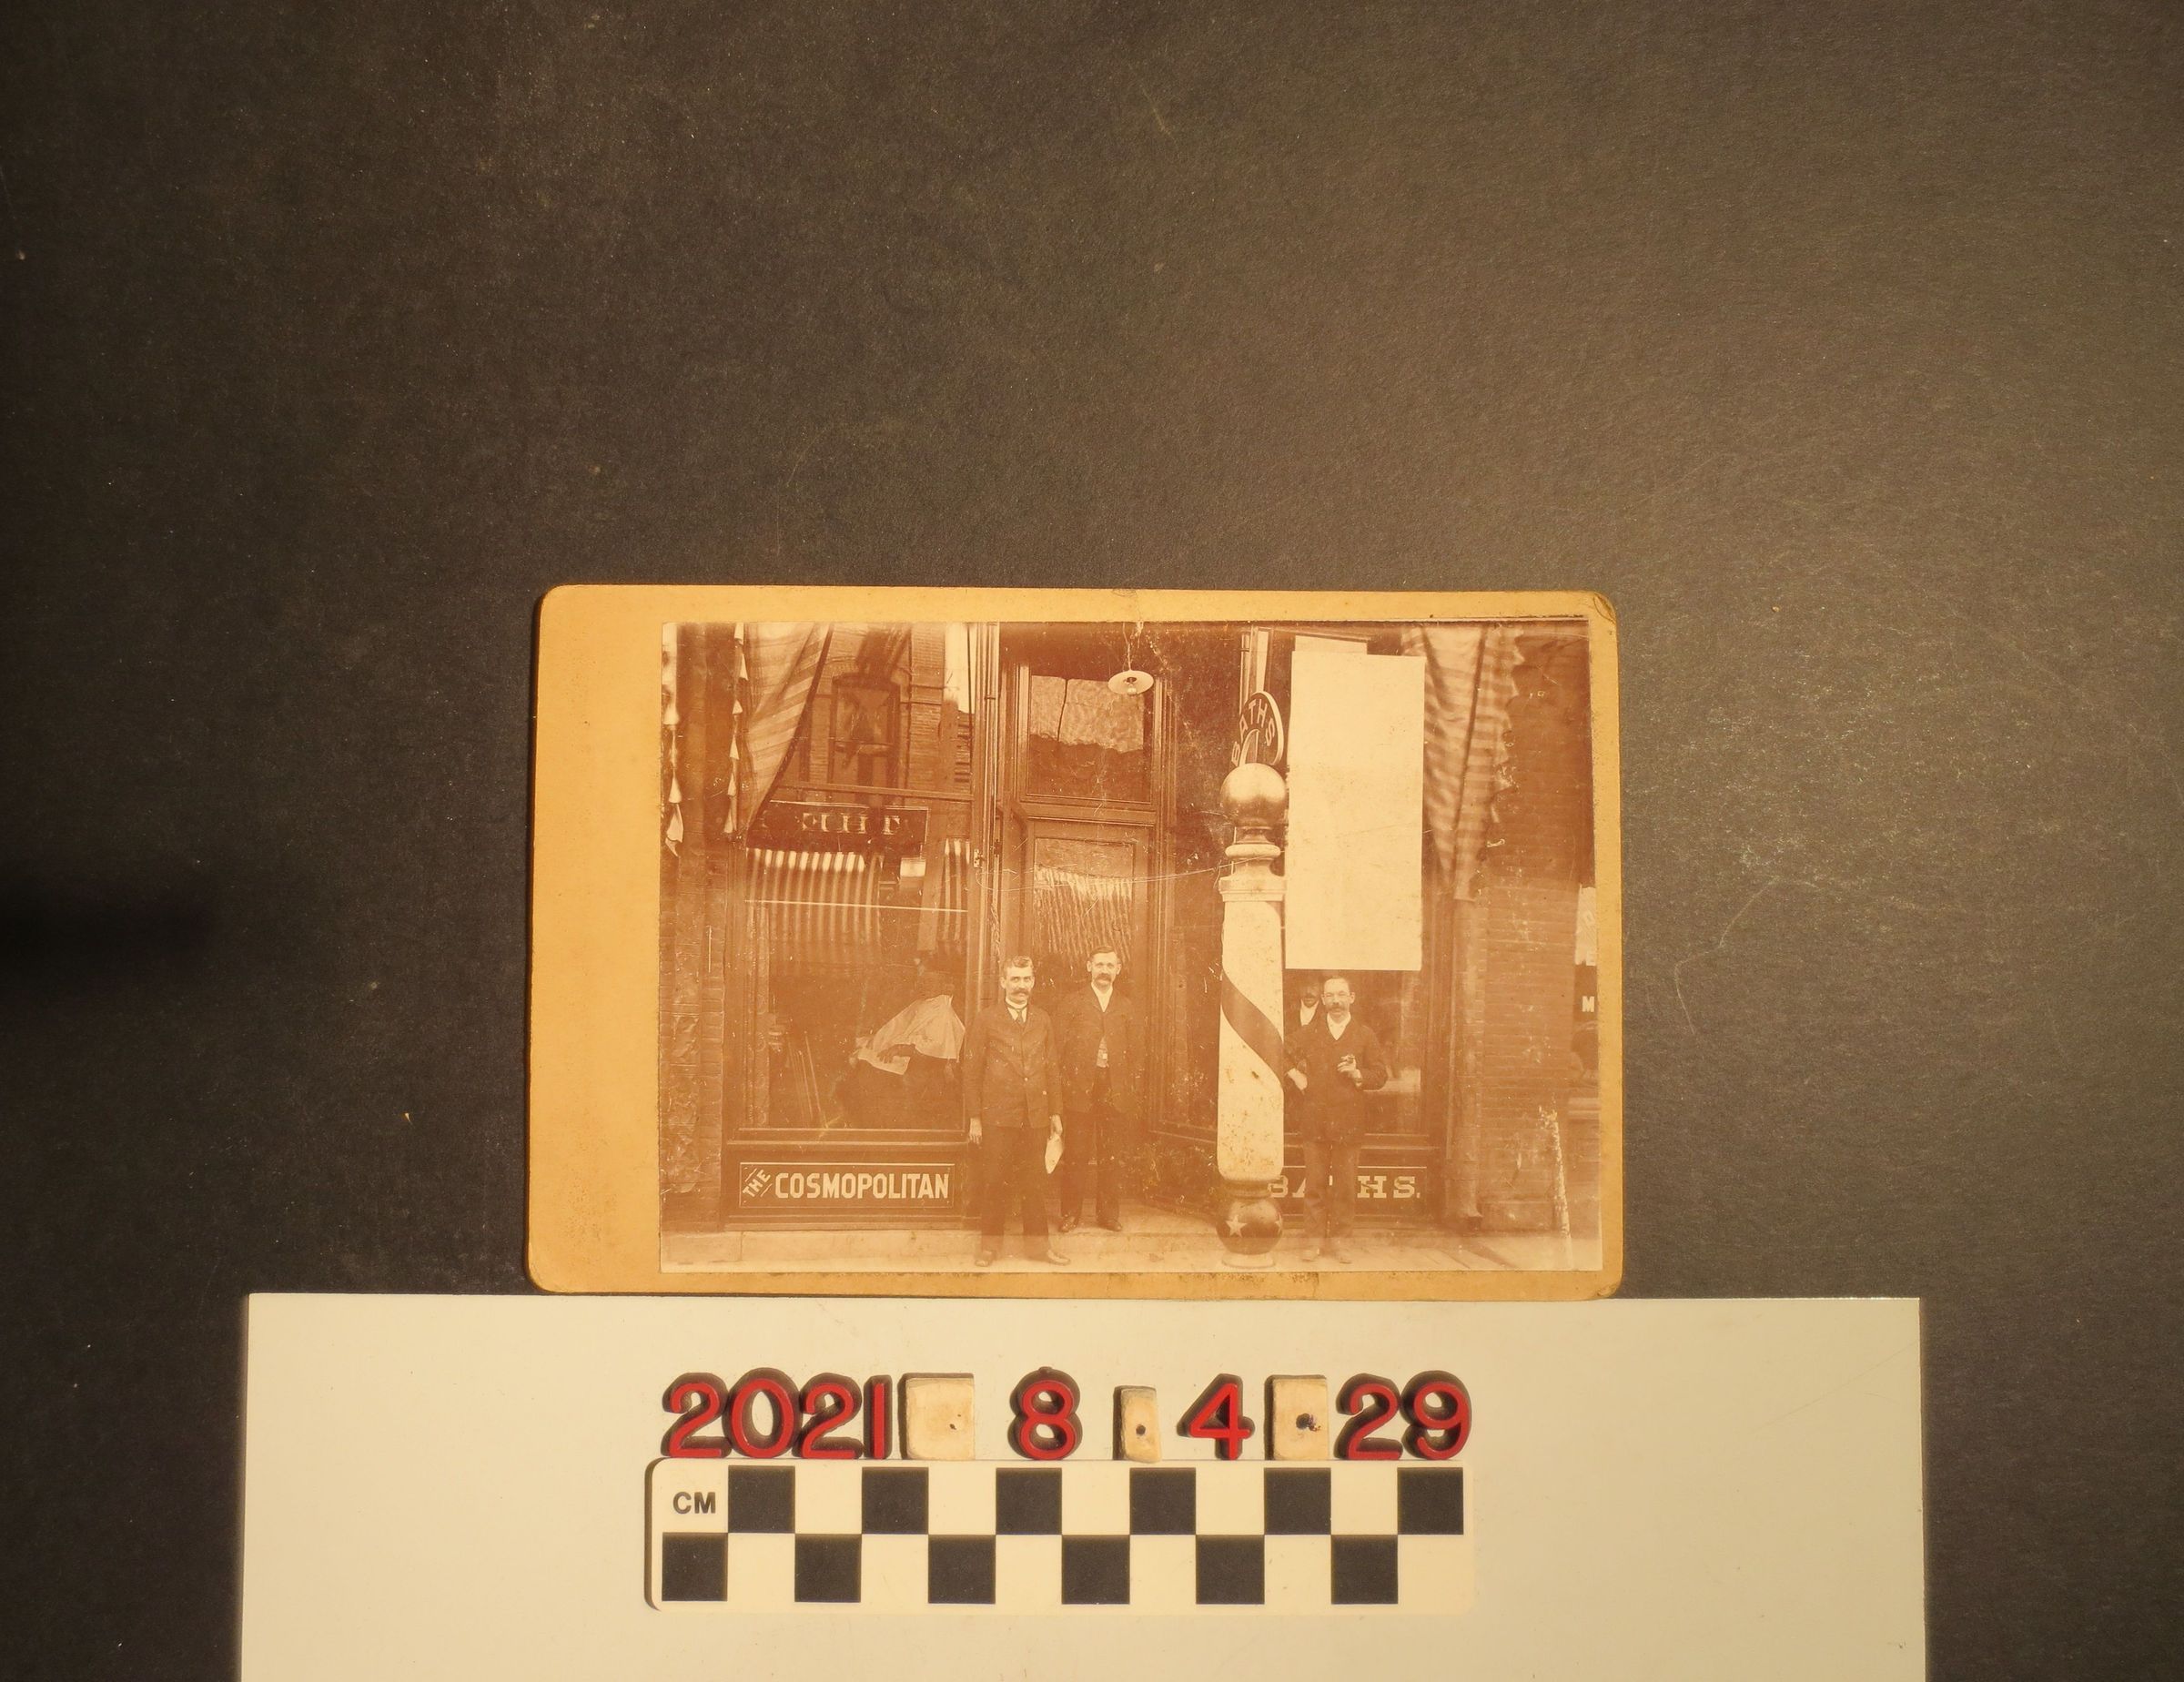 BATHS
THE COSMOPOLITAN
BATHS.
M
2021 . 8 . 4 . 29
CM